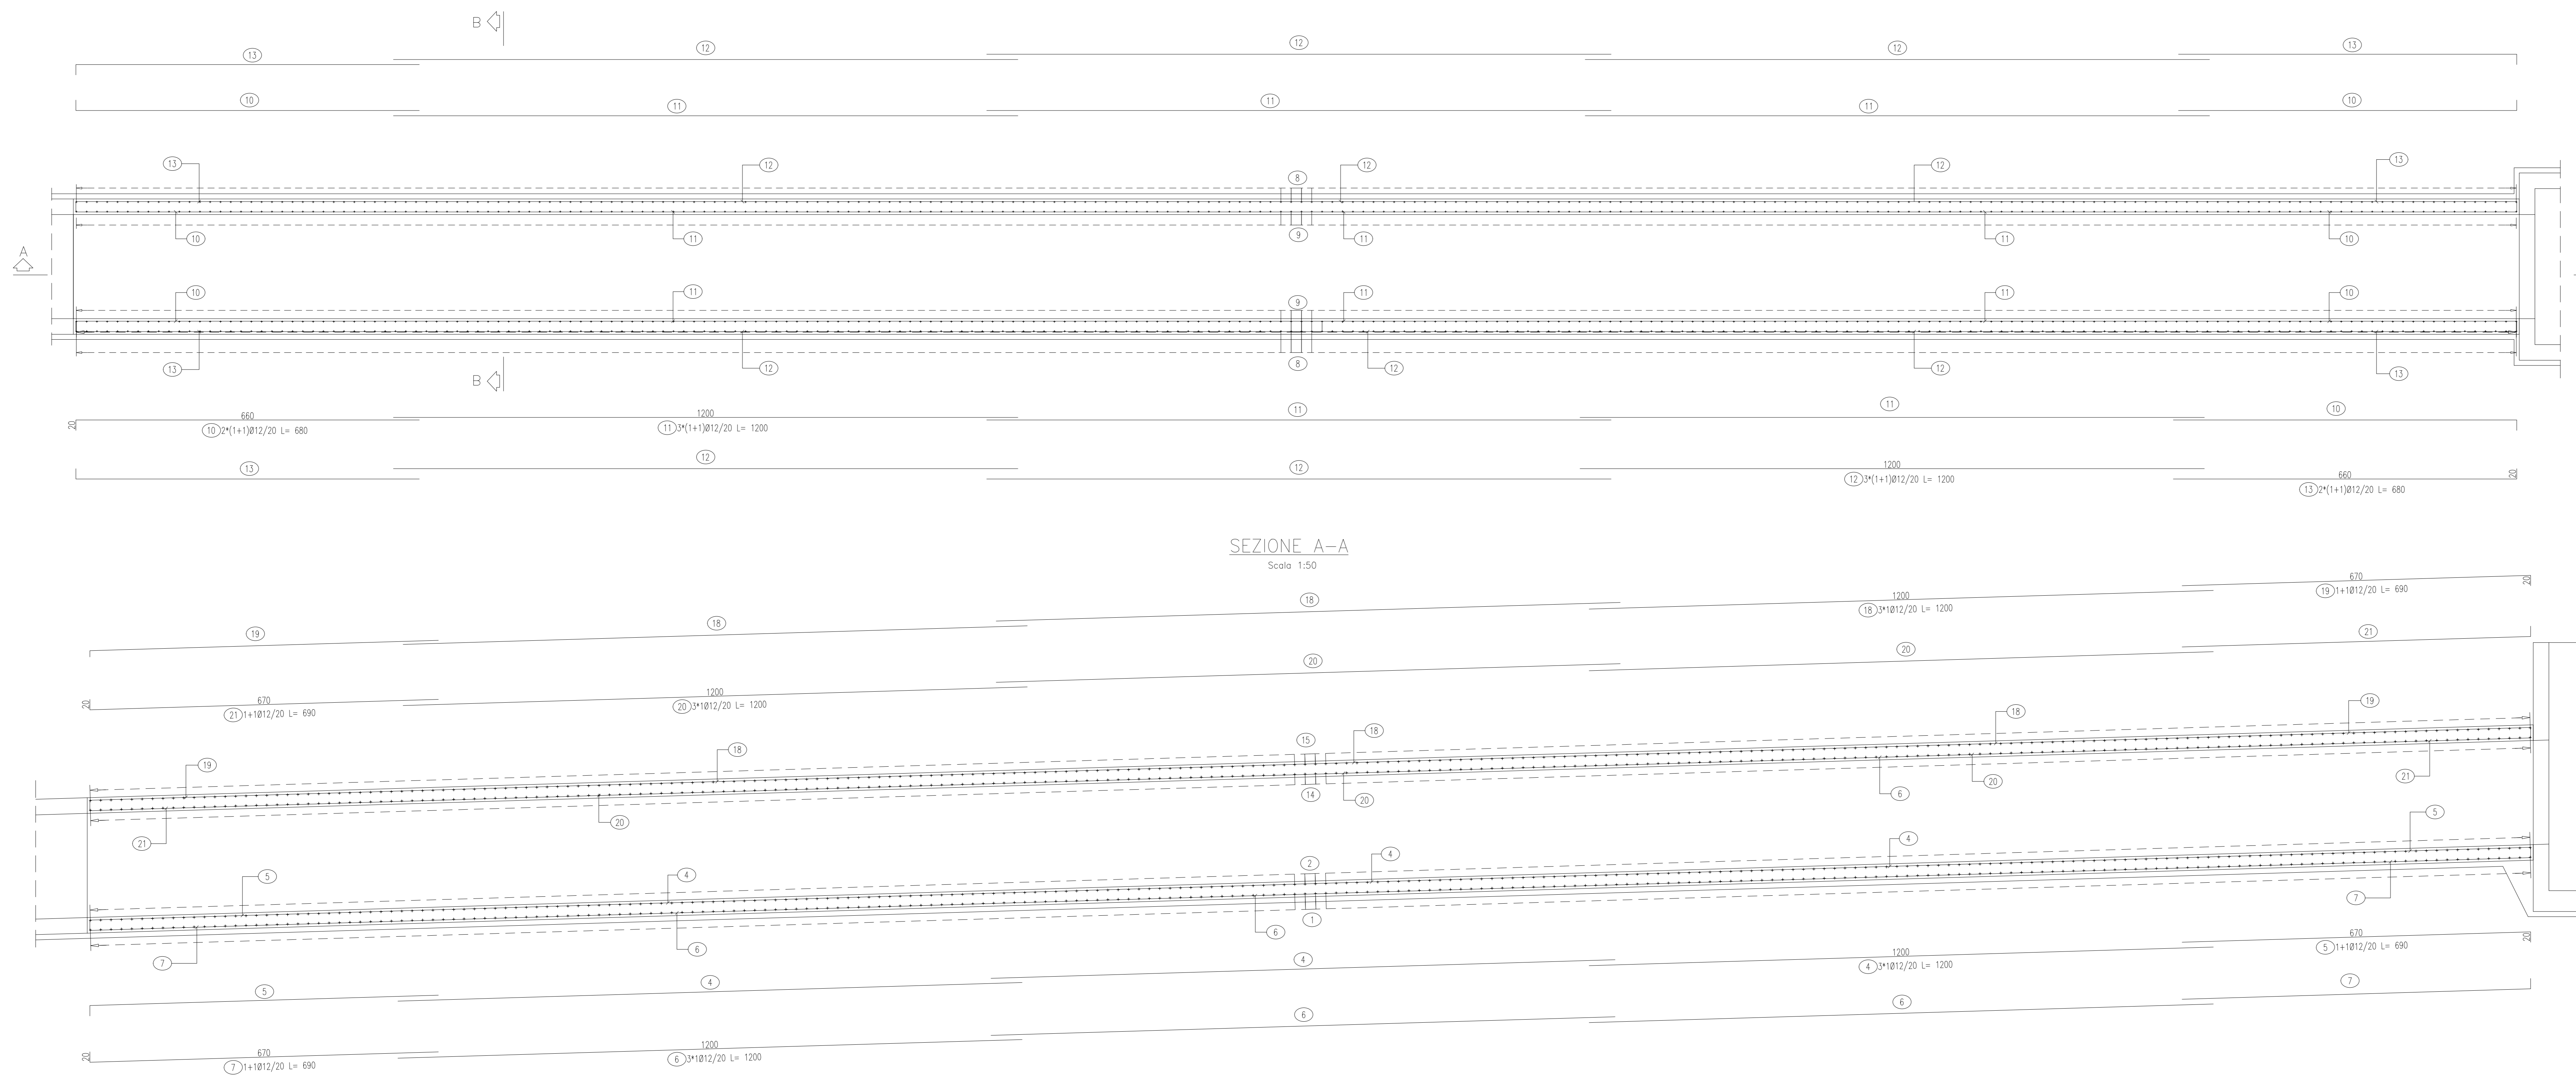 B
13 12 12 12 13
10 11 11 11 10
13 12 12 12 13
8
9
10 11 11 11 10
A
10 11 9 11 11 10
13 12 8 12 12 13
B
660 1200 11 11 10
20 10 2*(1+1)Ø12/20 L= 680 11 3*(1+1)Ø12/20 L= 1200
13 12 12 1200 660 20
12 3*(1+1)Ø12/20 L= 1200 13 2*(1+1)Ø12/20 L= 680
SEZIONE A-A
Scala 1:50
19 18 18 1200 670 20
18 3*1Ø12/20 L= 1200 19 1+1Ø12/20 L= 690
20 670 1200 20 20 21
21 1+1Ø12/20 L= 690 20 3*1Ø12/20 L= 1200
19 18 15 18 18 19
21 20 14 20 6 20 21
5 4 2 4 4 5
7 6 6 1 7
5 4 4 1200 670 20
4 3*1Ø12/20 L= 1200 5 1+1Ø12/20 L= 690
20 670 1200 6 6 7
7 1+1Ø12/20 L= 690 6 3*1Ø12/20 L= 1200